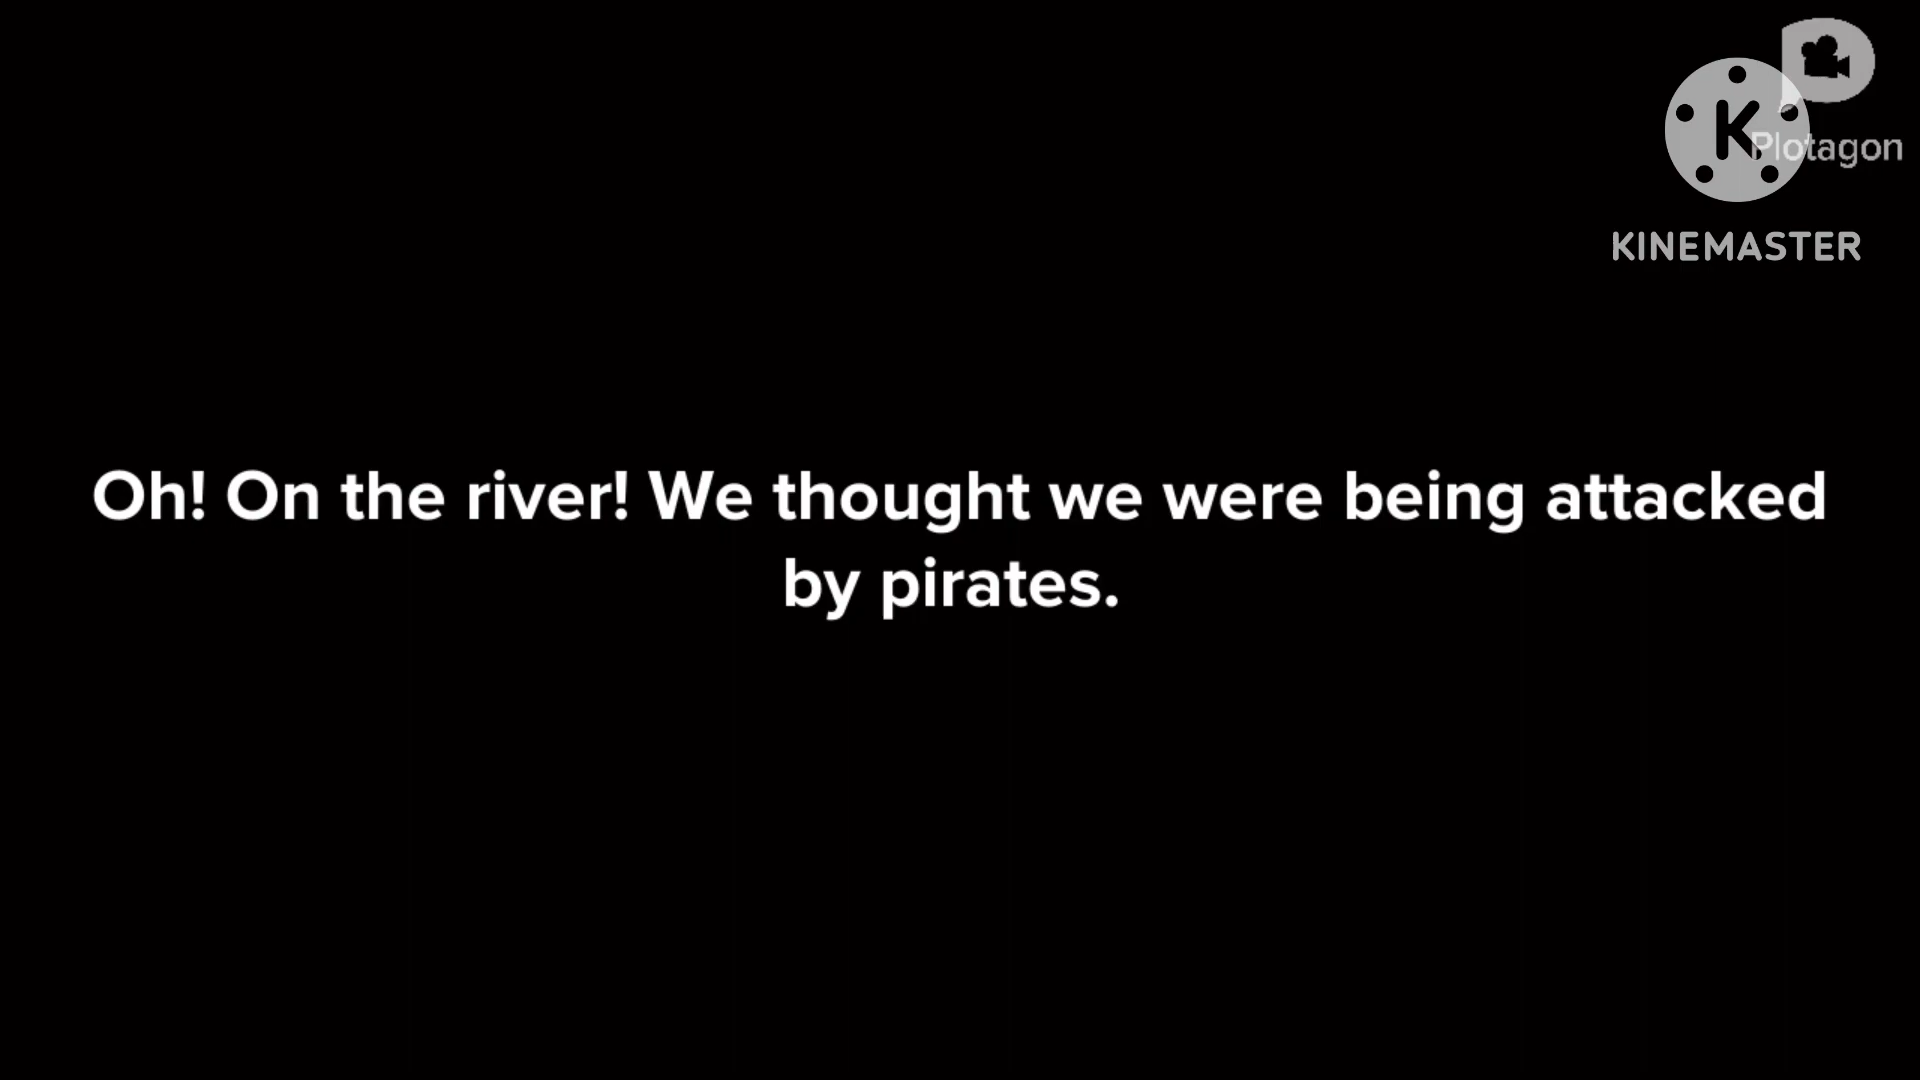 Plotagon
KINEMASTER
Oh! On the river! We thought we were being attacked
by pirates.